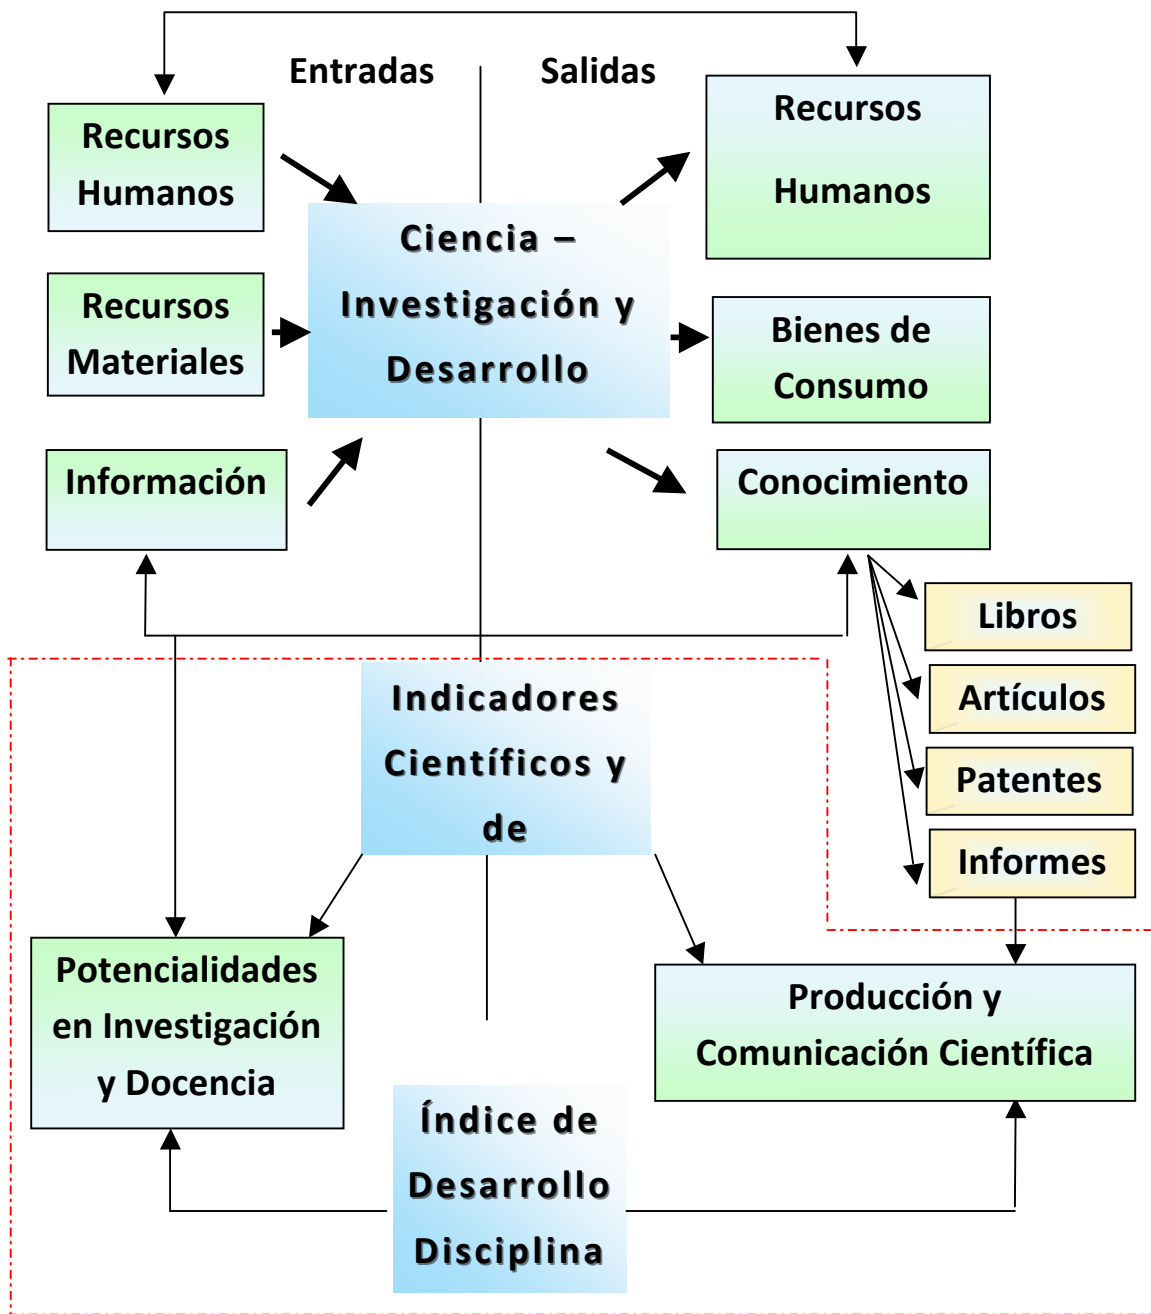 Entradas
Salidas
Recursos
Humanos
Recursos
Humanos
Ciencia –
Investigación y
Desarrollo
Recursos
Materiales
Bienes de
Consumo
Información
Conocimiento
Libros
Artículos
Patentes
Informes
Indicadores
Científicos y
de
Potencialidades
en Investigación
y Docencia
Producción y
Comunicación Científica
Índice de
Desarrollo
Disciplina